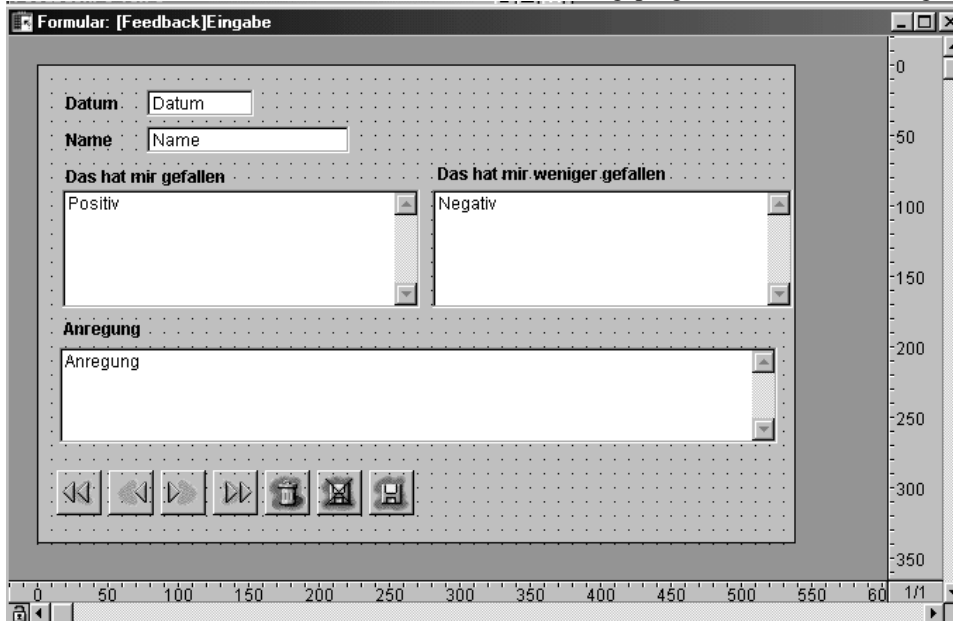 Formular: [Feedback]Eingabe
Datum Datum
Name Name
Das hat mir gefallen Das hat mir weniger gefallen
Positiv Negativ
Anregung
Anregung
0
50
100
150
200
250
300
350
0 50 100 150 200 250 300 350 400 450 500 550 60 1/1